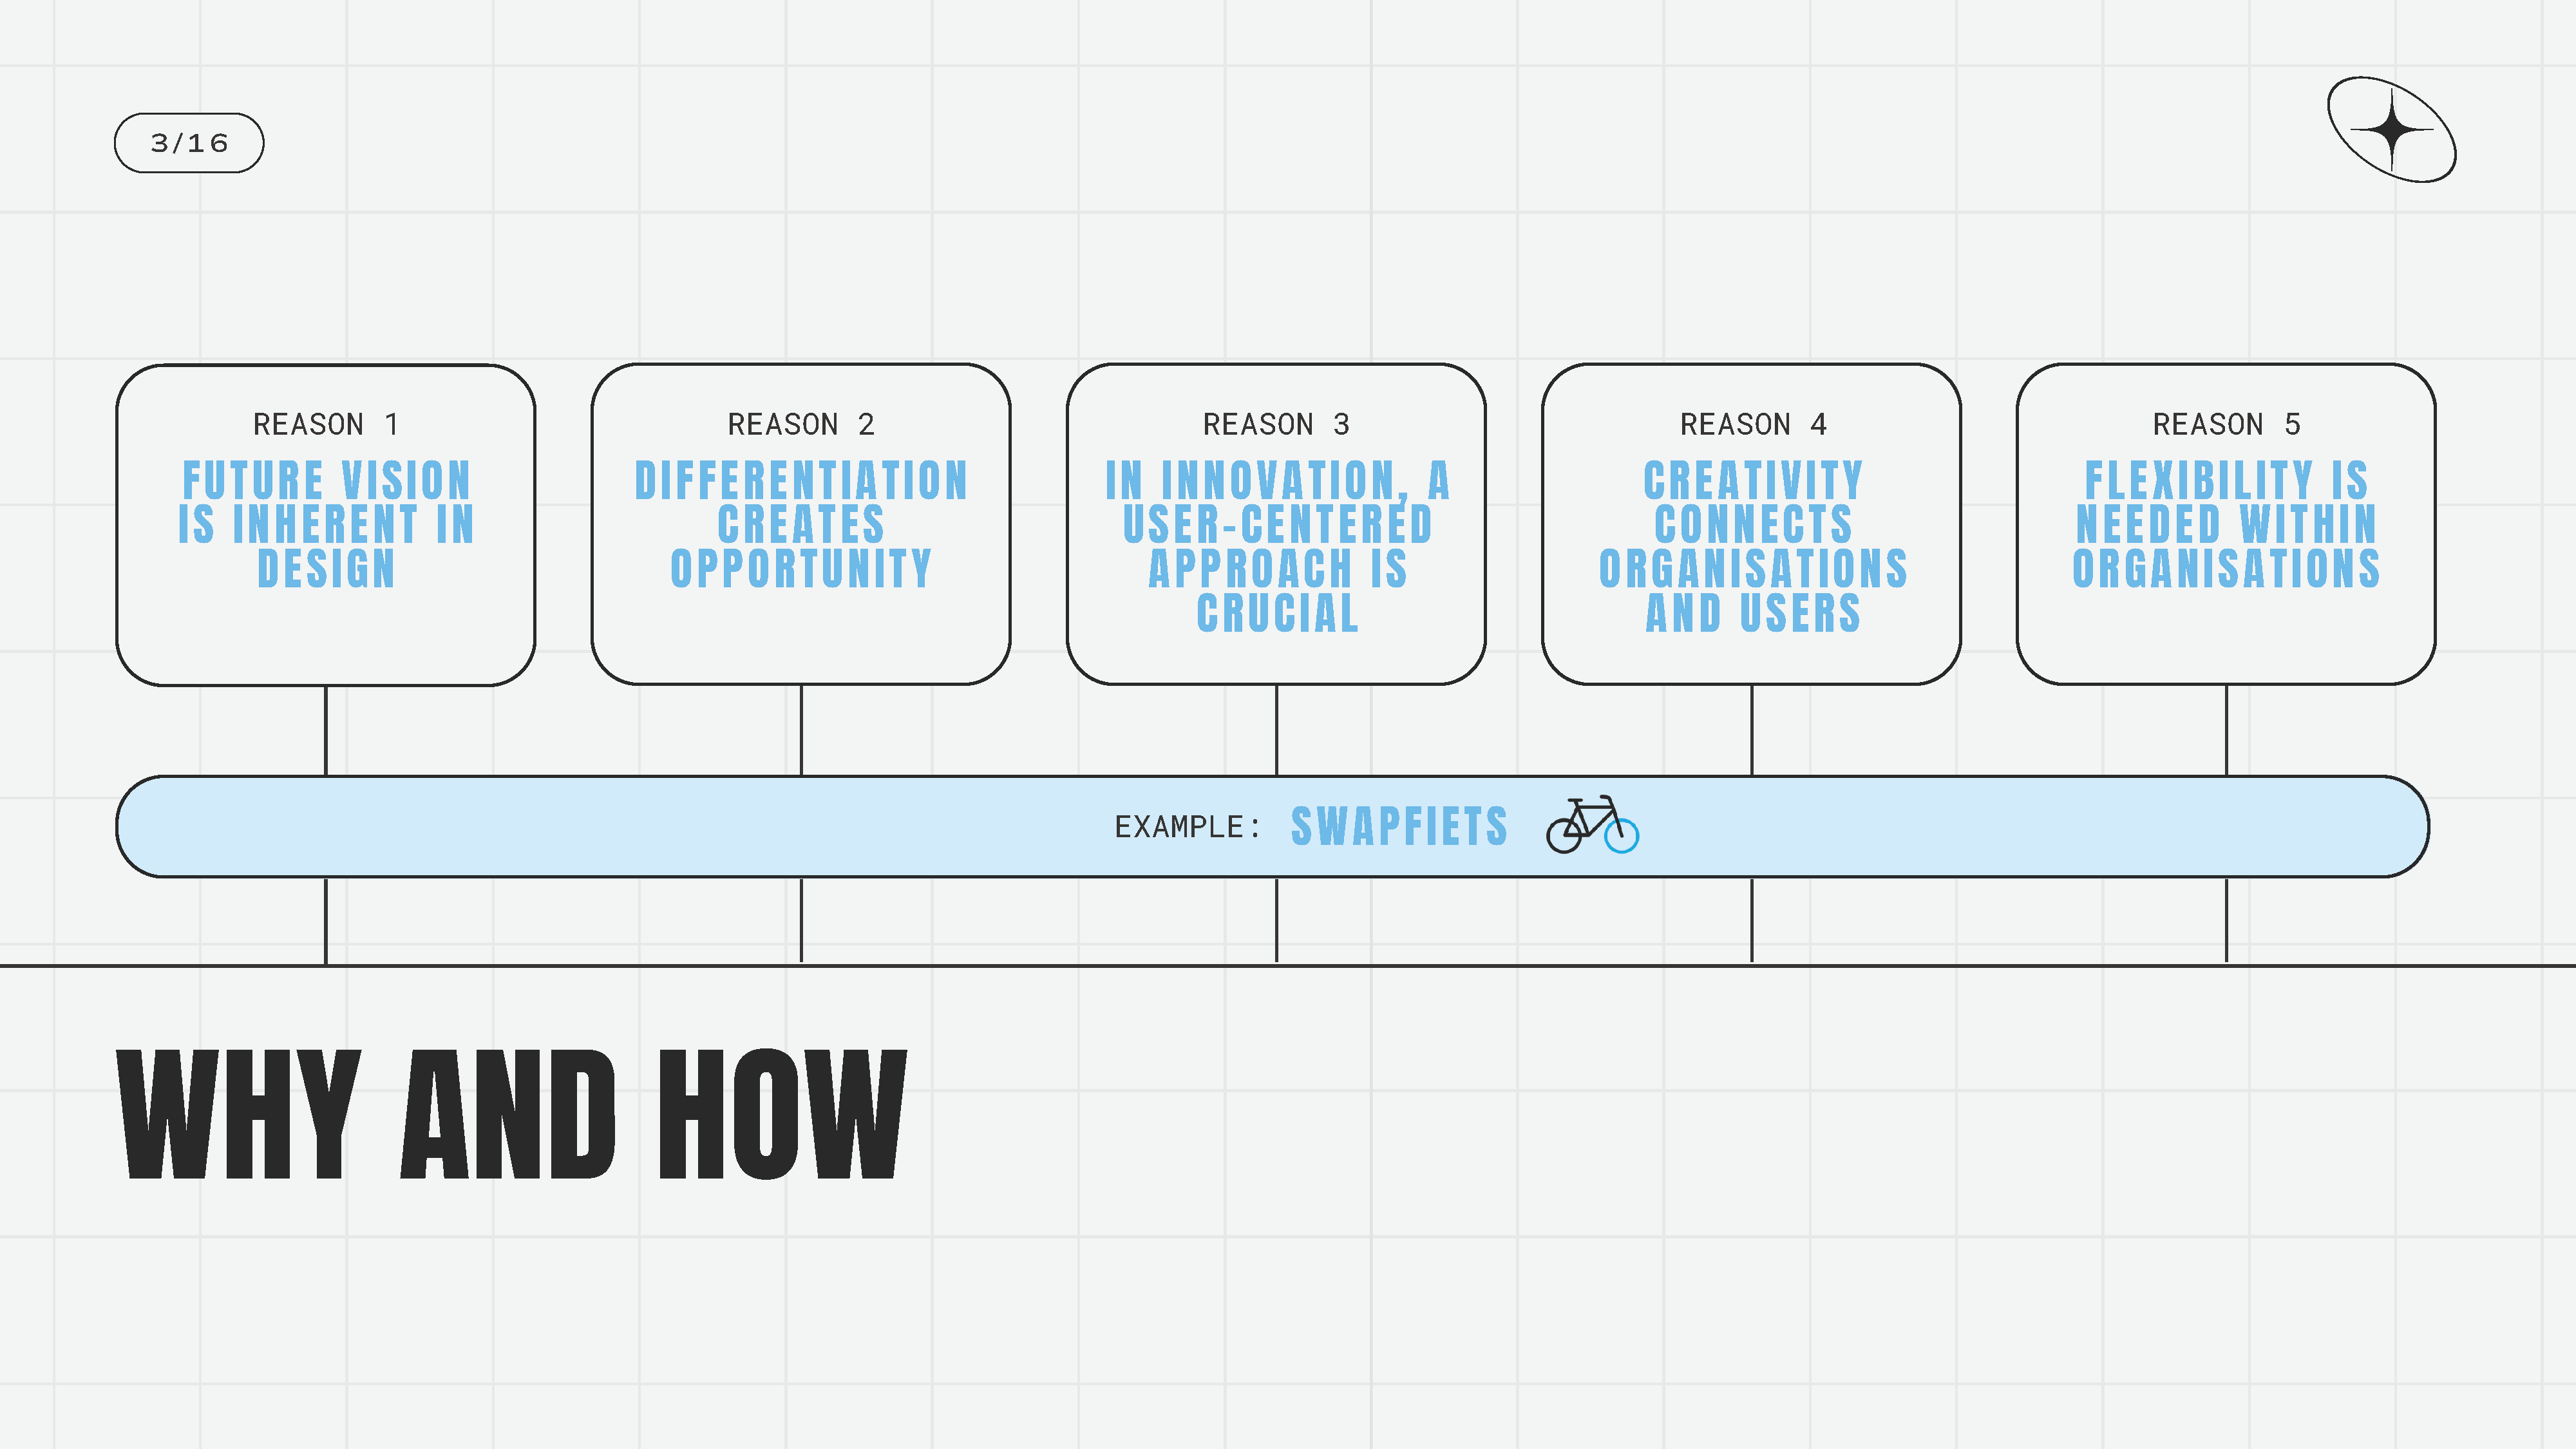 3/16
REASON 1
FUTURE VISION
IS INHERENT IN
DESIGN
REASON 2
DIFFERENTIATION
CREATES
OPPORTUNITY
REASON 3
IN INNOVATION, A
USER-CENTERED
APPROACH IS
CRUCIAL
REASON 4
CREATIVITY
CONNECTS
ORGANISATIONS
AND USERS
REASON 5
FLEXIBILITY IS
NEEDED WITHIN
ORGANISATIONS
EXAMPLE: SWAPFIETS
WHY AND HOW